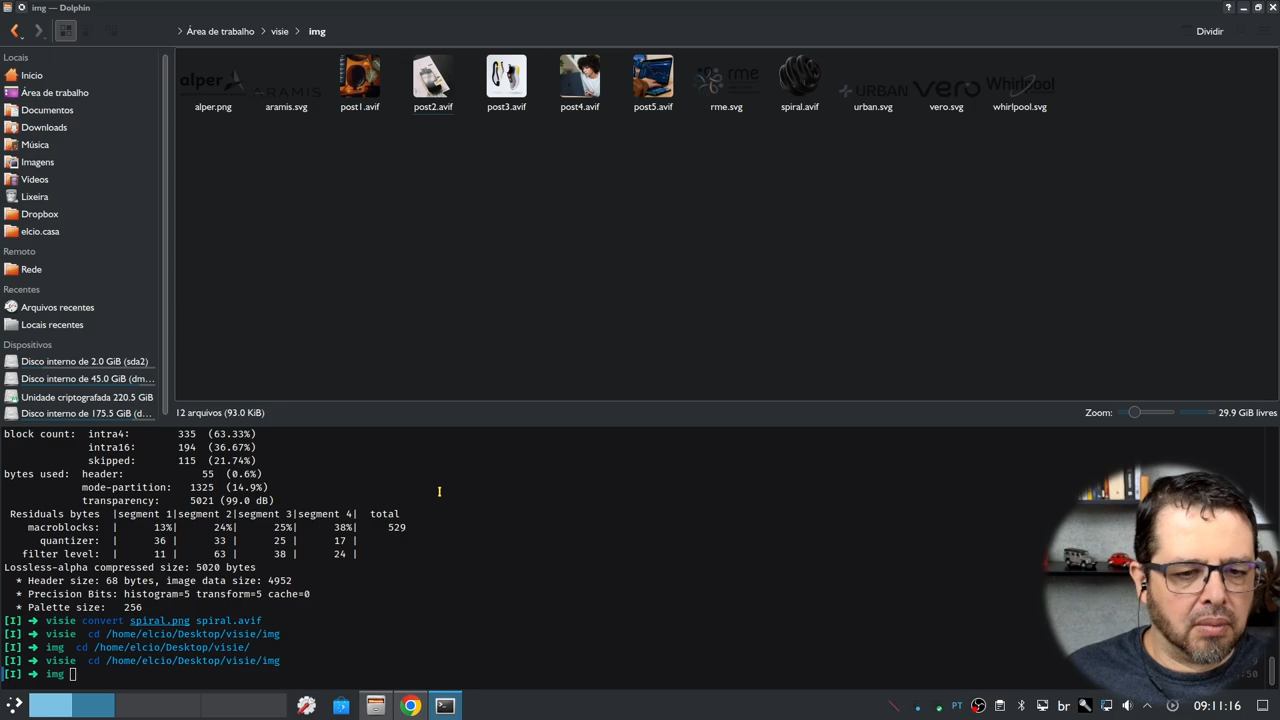 img — Dolphin
Área de trabalho
visie
img
Dividir
Locais
Início
Área de trabalho
Documentos
Downloads
Música
Imagens
Vídeos
Lixeira
Dropbox
elcio.casa
Remoto
Rede
Recentes
Arquivos recentes
Locais recentes
Dispositivos
Disco interno de 2.0 GiB (sda2)
Disco interno de 45.0 GiB (dm...
Unidade criptografada 220.5 GiB
Disco interno de 175.5 GiB (d...
alper
ARAMIS
rme
URBAN
vero
Whirlpool
alper.png
aramis.svg
post1.avif
post2.avif
post3.avif
post4.avif
post5.avif
rme.svg
spiral.avif
urban.svg
vero.svg
whirlpool.svg
12 arquivos (93.0 KiB)
Zoom:
29.9 GiB livres
block count: intra4: 335 (63.33%)
intra16: 194 (36.67%)
skipped: 115 (21.74%)
bytes used: header: 55 (0.6%)
mode-partition: 1325 (14.9%)
transparency: 5021 (99.0 dB)
Residuals bytes |segment 1|segment 2|segment 3|segment 4| total
macroblocks: | 13%| 24%| 25%| 38%| 529
quantizer: | 36 | 33 | 25 | 17 |
filter level: | 11 | 63 | 38 | 24 |
Lossless-alpha compressed size: 5020 bytes
* Header size: 68 bytes, image data size: 4952
* Precision Bits: histogram=5 transform=5 cache=0
* Palette size: 256
[I] ➜ visie convert spiral.png spiral.avif
[I] ➜ visie cd /home/elcio/Desktop/visie/img
[I] ➜ img cd /home/elcio/Desktop/visie/
[I] ➜ visie cd /home/elcio/Desktop/visie/img
[I] ➜ img
PT
br
09:11:16